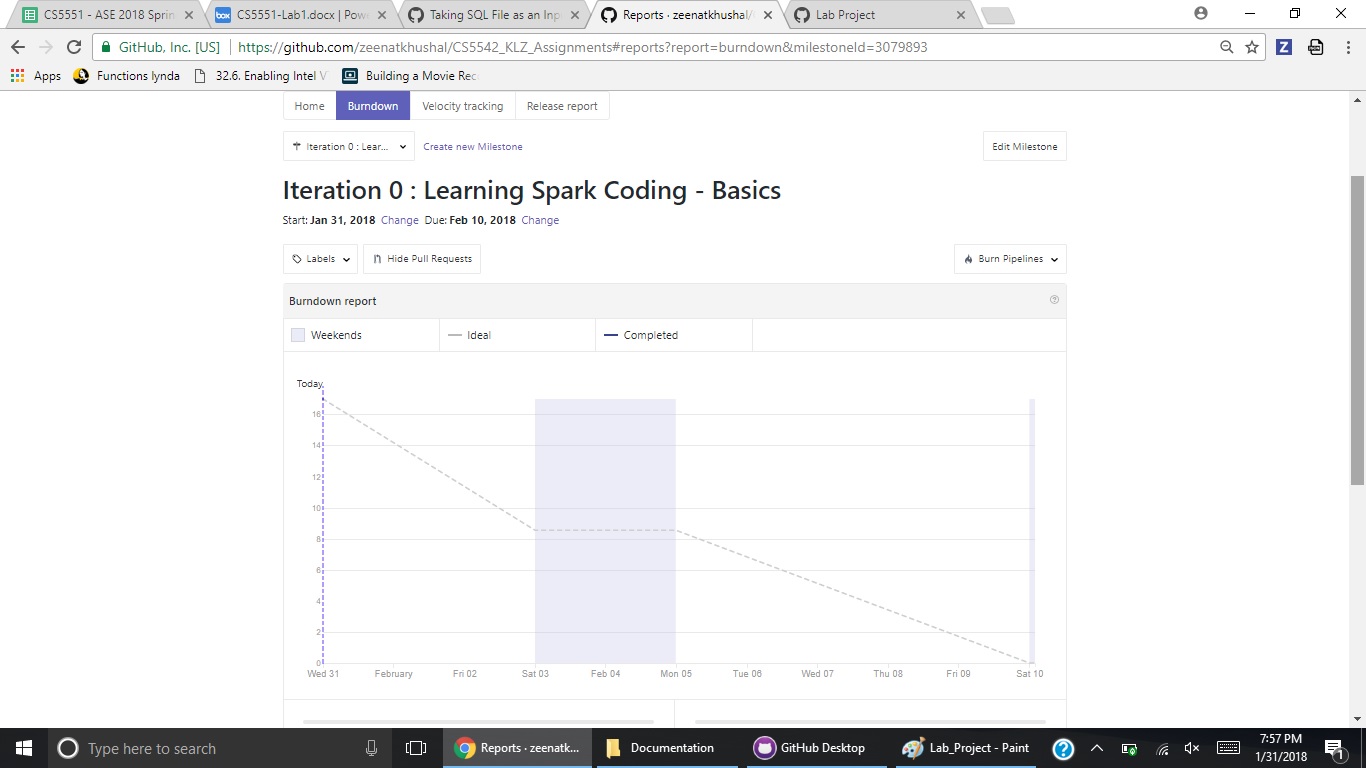 CS5551 - ASE 2018 Sprin
CS5551-Lab1.docx | Pow
Taking SQL File as an Inp
Reports · zeenatkhushal/
Lab Project
GitHub, Inc. [US]
https://github.com/zeenatkhushal/CS5542_KLZ_Assignments#reports?report=burndown&milestoneId=3079893
Apps
Functions lynda
32.6. Enabling Intel V
Building a Movie Rec
Home
Burndown
Velocity tracking
Release report
Iteration 0 : Lear...
Create new Milestone
Edit Milestone
Iteration 0 : Learning Spark Coding - Basics
Start: Jan 31, 2018 Change Due: Feb 10, 2018 Change
Labels
Hide Pull Requests
Burn Pipelines
Burndown report
Weekends
Ideal
Completed
Today
16
14
12
10
8
6
4
2
0
Wed 31
February
Fri 02
Sat 03
Feb 04
Mon 05
Tue 06
Wed 07
Thu 08
Fri 09
Sat 10
Type here to search
Reports - zeenatk...
Documentation
GitHub Desktop
Lab_Project - Paint
7:57 PM
1/31/2018
1